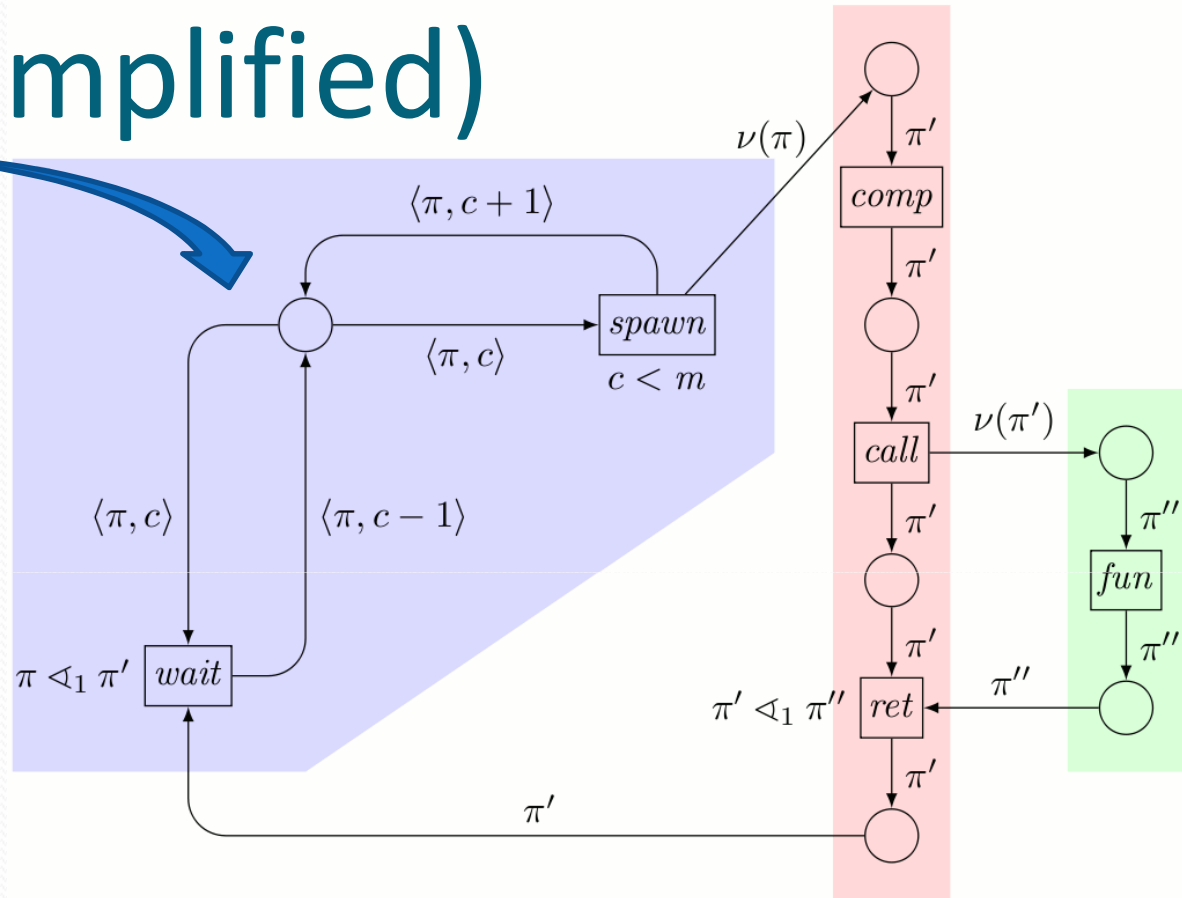 mplified)
ν(π)
π′
comp
⟨π, c + 1⟩
π′
spawn
⟨π, c⟩
c < m
π′
ν(π′)
call
⟨π, c⟩
⟨π, c − 1⟩
π′
π′′
fun
π′
π′′
π ⩤₁ π′
wait
π′ ⩤₁ π′′
ret
π′′
π′
π′